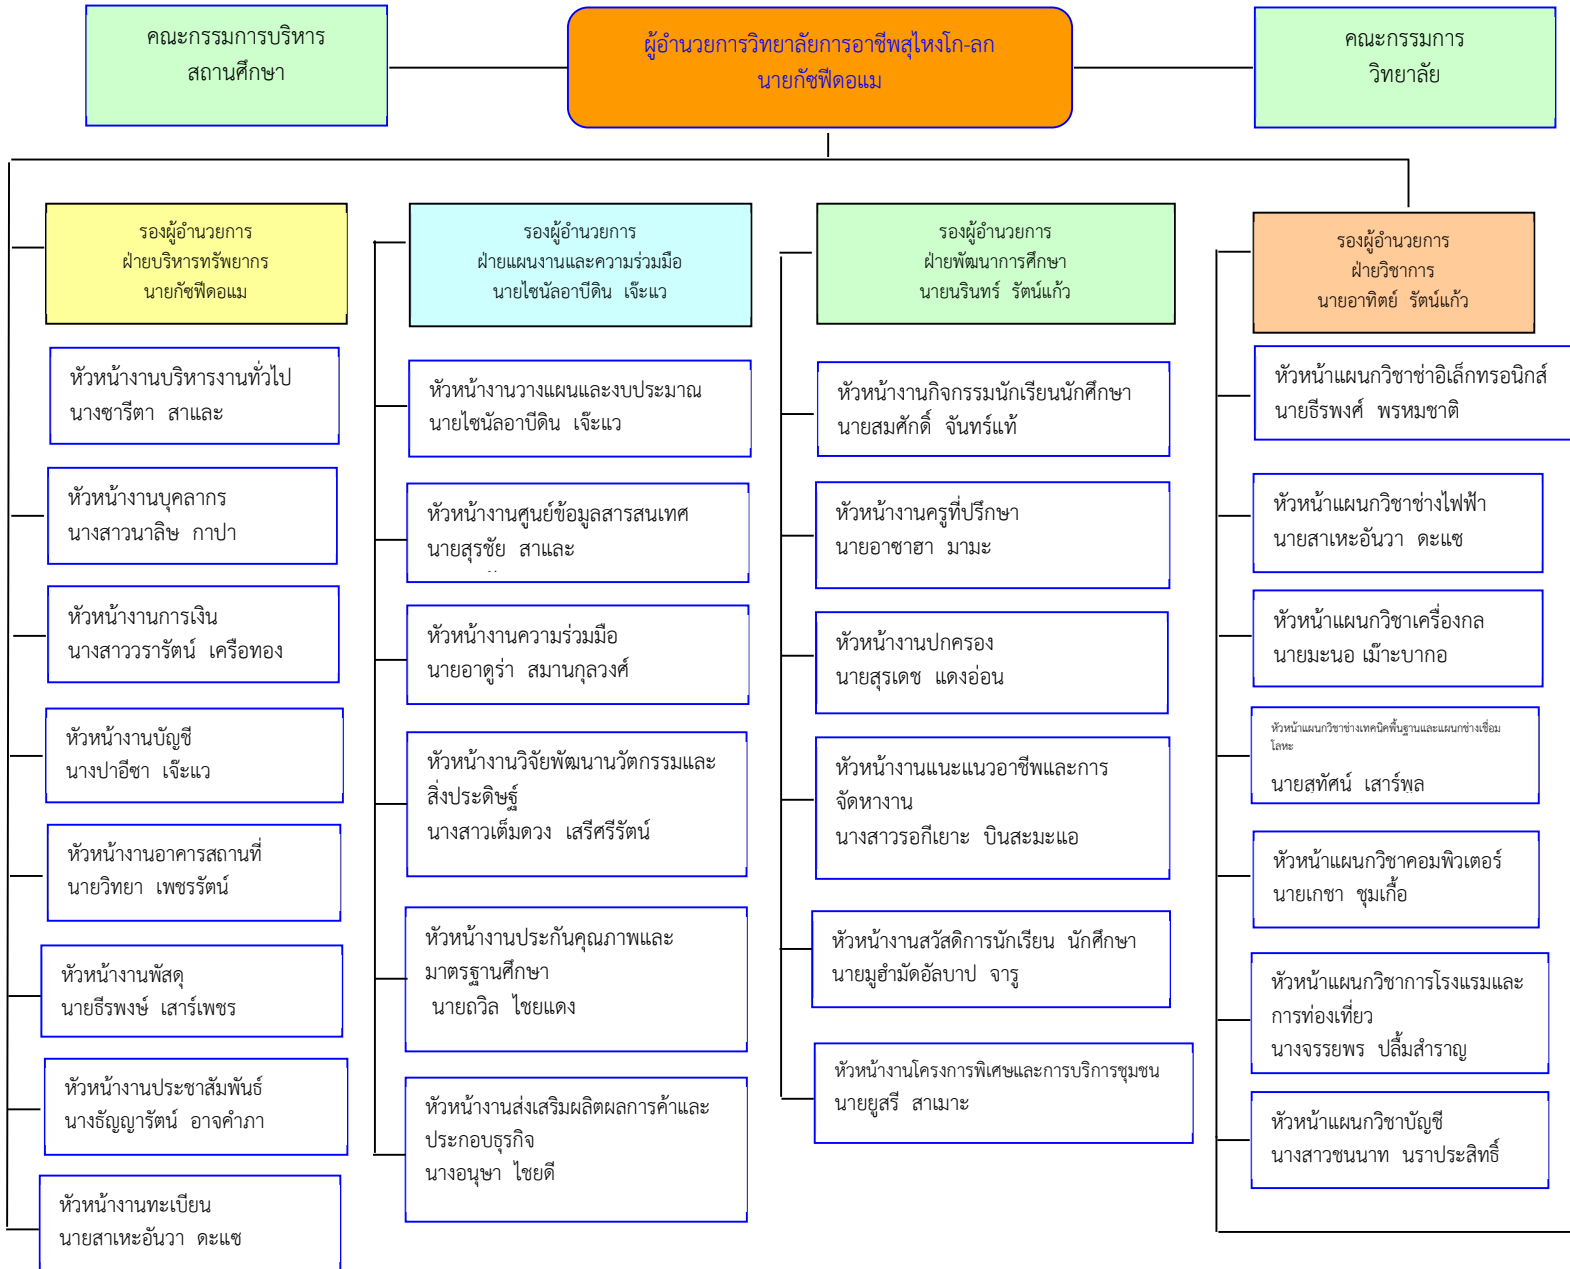 คณะกรรมการบริหาร
สถานศึกษา
ผู้อำนวยการวิทยาลัยการอาชีพสุไหงโก-ลก
นายกัซฟีดอแม
คณะกรรมการ
วิทยาลัย
รองผู้อำนวยการ
ฝ่ายบริหารทรัพยากร
นายกัซฟีดอแม
หัวหน้างานบริหารงานทั่วไป
นางซารีตา สาและ
หัวหน้างานบุคลากร
นางสาวนาลิษ กาปา
หัวหน้างานการเงิน
นางสาววรารัตน์ เครือทอง
หัวหน้างานบัญชี
นางปาอีซา เจ๊ะแว
หัวหน้างานอาคารสถานที่
นายวิทยา เพชรรัตน์
หัวหน้างานพัสดุ
นายธีรพงษ์ เสาร์เพชร
หัวหน้างานประชาสัมพันธ์
นางธัญญารัตน์ อาจคำภา
หัวหน้างานทะเบียน
นายสาเหะอันวา ดะแซ
รองผู้อำนวยการ
ฝ่ายแผนงานและความร่วมมือ
นายไซนัลอาบีดิน เจ๊ะแว
หัวหน้างานวางแผนและงบประมาณ
นายไซนัลอาบีดิน เจ๊ะแว
หัวหน้างานศูนย์ข้อมูลสารสนเทศ
นายสุรชัย สาและ
หัวหน้างานความร่วมมือ
นายอาดูร่า สมานกุลวงศ์
หัวหน้างานวิจัยพัฒนานวัตกรรมและ
สิ่งประดิษฐ์
นางสาวเต็มดวง เสรีศรีรัตน์
หัวหน้างานประกันคุณภาพและ
มาตรฐานศึกษา
นายถวิล ไชยแดง
หัวหน้างานส่งเสริมผลิตผลการค้าและ
ประกอบธุรกิจ
นางอนุษา ไชยดี
รองผู้อำนวยการ
ฝ่ายพัฒนาการศึกษา
นายนรินทร์ รัตน์แก้ว
หัวหน้างานกิจกรรมนักเรียนนักศึกษา
นายสมศักดิ์ จันทร์แท้
หัวหน้างานครูที่ปรึกษา
นายอาซาฮา มามะ
หัวหน้างานปกครอง
นายสุรเดช แดงอ่อน
หัวหน้างานแนะแนวอาชีพและการ
จัดหางาน
นางสาวรอกีเยาะ บินสะมะแอ
หัวหน้างานสวัสดิการนักเรียน นักศึกษา
นายมูฮำมัดอัลบาป จารู
หัวหน้างานโครงการพิเศษและการบริการชุมชน
นายยูสรี สาเมาะ
รองผู้อำนวยการ
ฝ่ายวิชาการ
นายอาทิตย์ รัตน์แก้ว
หัวหน้าแผนกวิชาช่าอิเล็กทรอนิกส์
นายธีรพงศ์ พรหมชาติ
หัวหน้าแผนกวิชาช่างไฟฟ้า
นายสาเหะอันวา ดะแซ
หัวหน้าแผนกวิชาเครื่องกล
นายมะนอ เม๊าะบากอ
หัวหน้าแผนกวิชาช่างเทคนิคพื้นฐานและแผนกช่างเชื่อม
โลหะ
นายสุทัศน์ เสาร์พูล
หัวหน้าแผนกวิชาคอมพิวเตอร์
นายเกชา ชุมเกื้อ
หัวหน้าแผนกวิชาการโรงแรมและ
การท่องเที่ยว
นางจรรยพร ปลื้มสำราญ
หัวหน้าแผนกวิชาบัญชี
นางสาวชนนาท นราประสิทธิ์